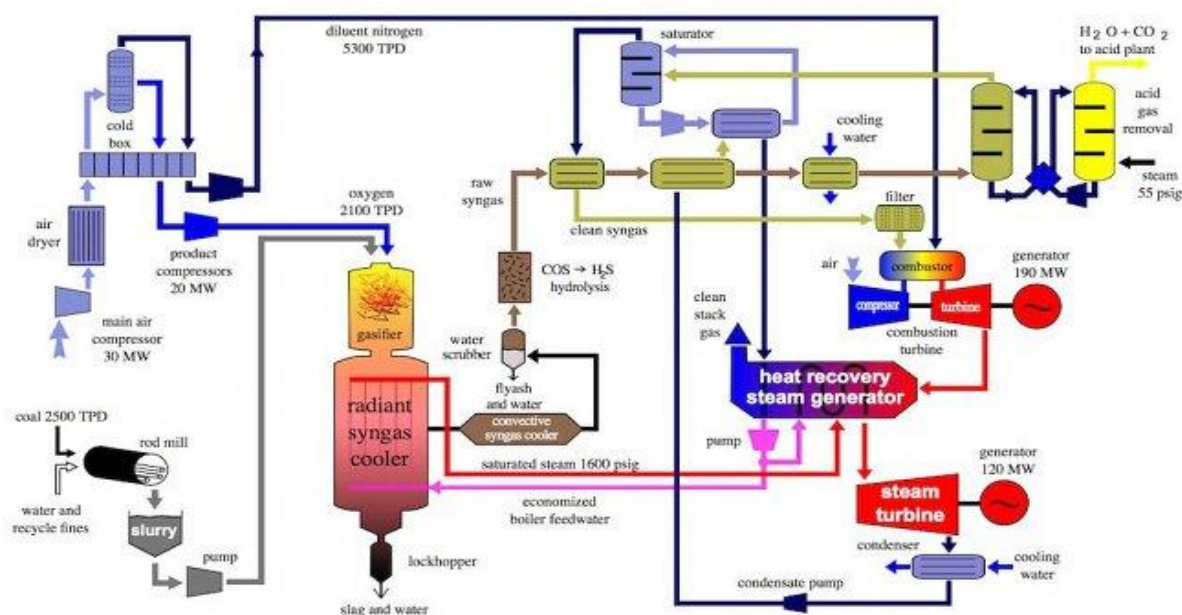 diluent nitrogen
5300 TPD
saturator
H₂O + CO₂
to acid plant
cold
box
cooling
water
acid
gas
removal
steam
55 psig
oxygen
2100 TPD
raw
syngas
clean syngas
filter
air
dryer
product
compressors
20 MW
COS → H₂S
hydrolysis
air
combustor
generator
190 MW
compressor
turbine
combustion
turbine
main air
compressor
30 MW
gasifier
water
scrubber
clean
stack
gas
flyash
and water
heat recovery
steam generator
radiant
syngas
cooler
convective
syngas cooler
pump
coal 2500 TPD
rod mill
saturated steam 1600 psig
generator
120 MW
water and
recycle fines
economized
boiler feedwater
steam
turbine
slurry
pump
lockhopper
condenser
cooling
water
condensate pump
slag and water